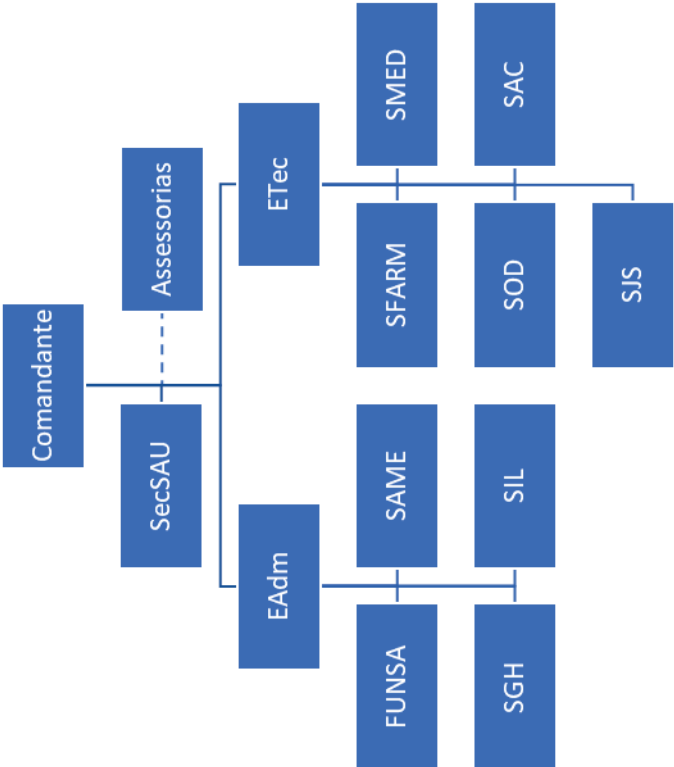 Comandante
SecSAU
Assessorias
EAdm
ETec
FUNSA
SAME
SFARM
SMED
SGH
SIL
SOD
SAC
SJS